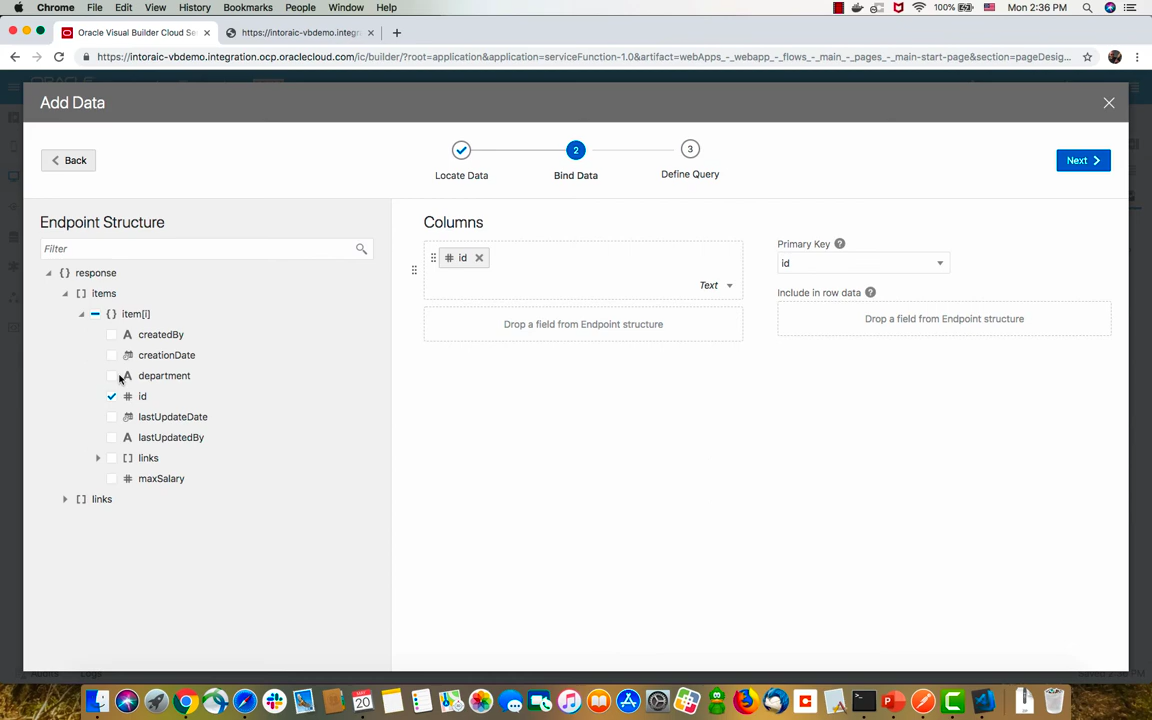 Chrome File Edit View History Bookmarks People Window Help 100% Mon 2:36 PM
Oracle Visual Builder Cloud Se
https://intoraic-vbdemo.integr
https://intoraic-vbdemo.integration.ocp.oraclecloud.com/ic/builder/?root=application&application=serviceFunction-1.0&artifact=webApps_-_webapp_-_flows_-_main_-_pages_-_main-start-page&section=pageDesig...
Add Data
Back
2
3
Next
Locate Data
Bind Data
Define Query
Endpoint Structure
Filter
{} response
[] items
{} item[i]
A createdBy
creationDate
A department
# id
lastUpdateDate
A lastUpdatedBy
[] links
# maxSalary
[] links
Columns
# id
Text
Drop a field from Endpoint structure
Primary Key ?
id
Include in row data ?
Drop a field from Endpoint structure
Audits Logs